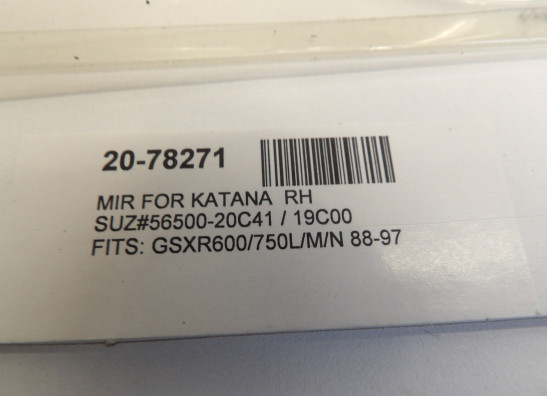 20-78271
MIR FOR KATANA RH
SUZ#56500-20C41 / 19C00
FITS: GSXR600/750L/M/N 88-97